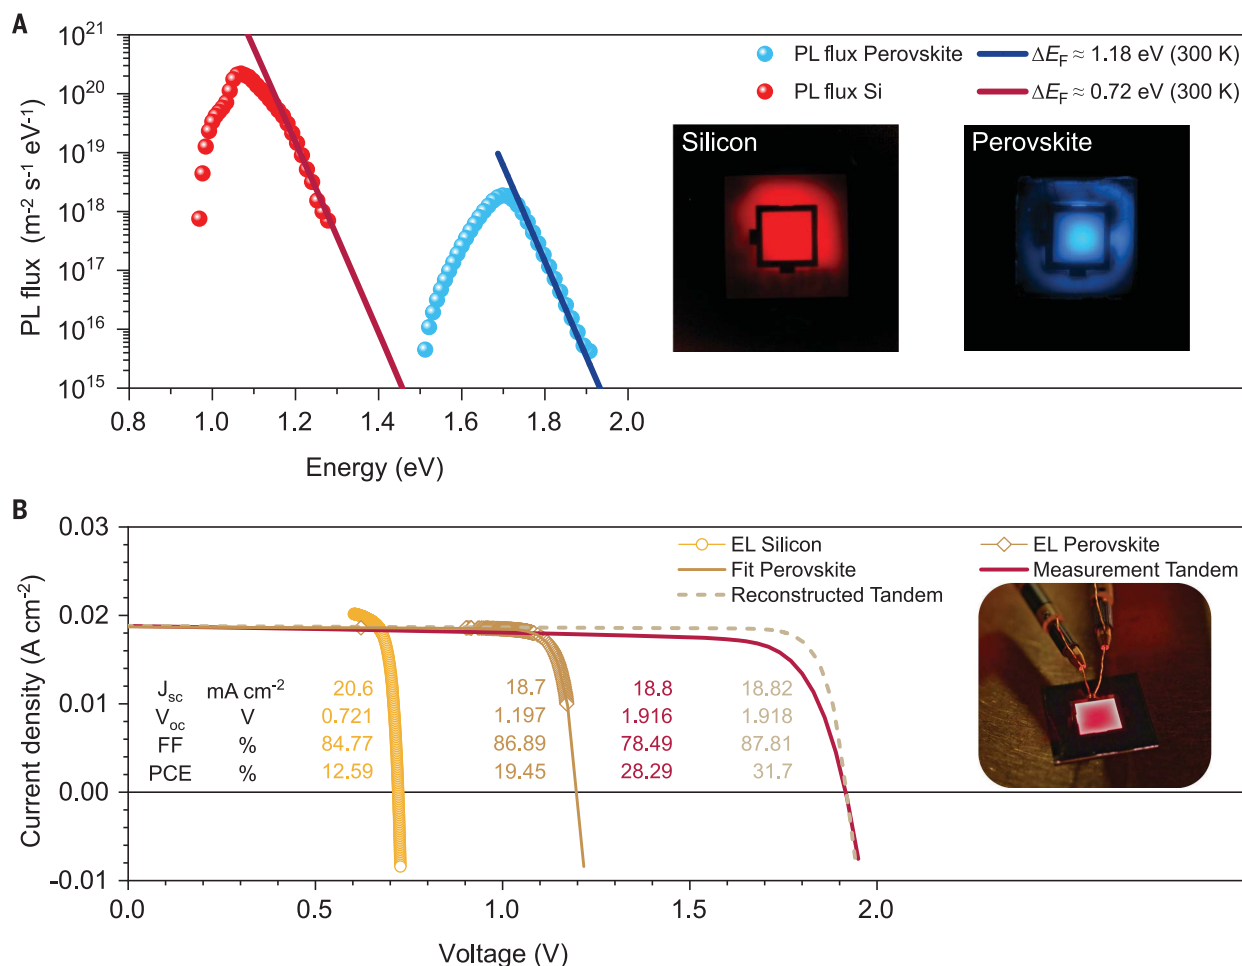 A
10^21
10^20
10^19
10^18
10^17
10^16
10^15
PL flux (m^-2 s^-1 eV^-1)
0.8 1.0 1.2 1.4 1.6 1.8 2.0
Energy (eV)
PL flux Perovskite
PL flux Si
ΔE_F ≈ 1.18 eV (300 K)
ΔE_F ≈ 0.72 eV (300 K)
Silicon
Perovskite
B
0.03
0.02
0.01
0.00
-0.01
Current density (A cm^-2)
0.0 0.5 1.0 1.5 2.0
Voltage (V)
EL Silicon
Fit Perovskite
Reconstructed Tandem
EL Perovskite
Measurement Tandem
J_sc mA cm^-2 20.6 18.7 18.8 18.82
V_oc V 0.721 1.197 1.916 1.918
FF % 84.77 86.89 78.49 87.81
PCE % 12.59 19.45 28.29 31.7